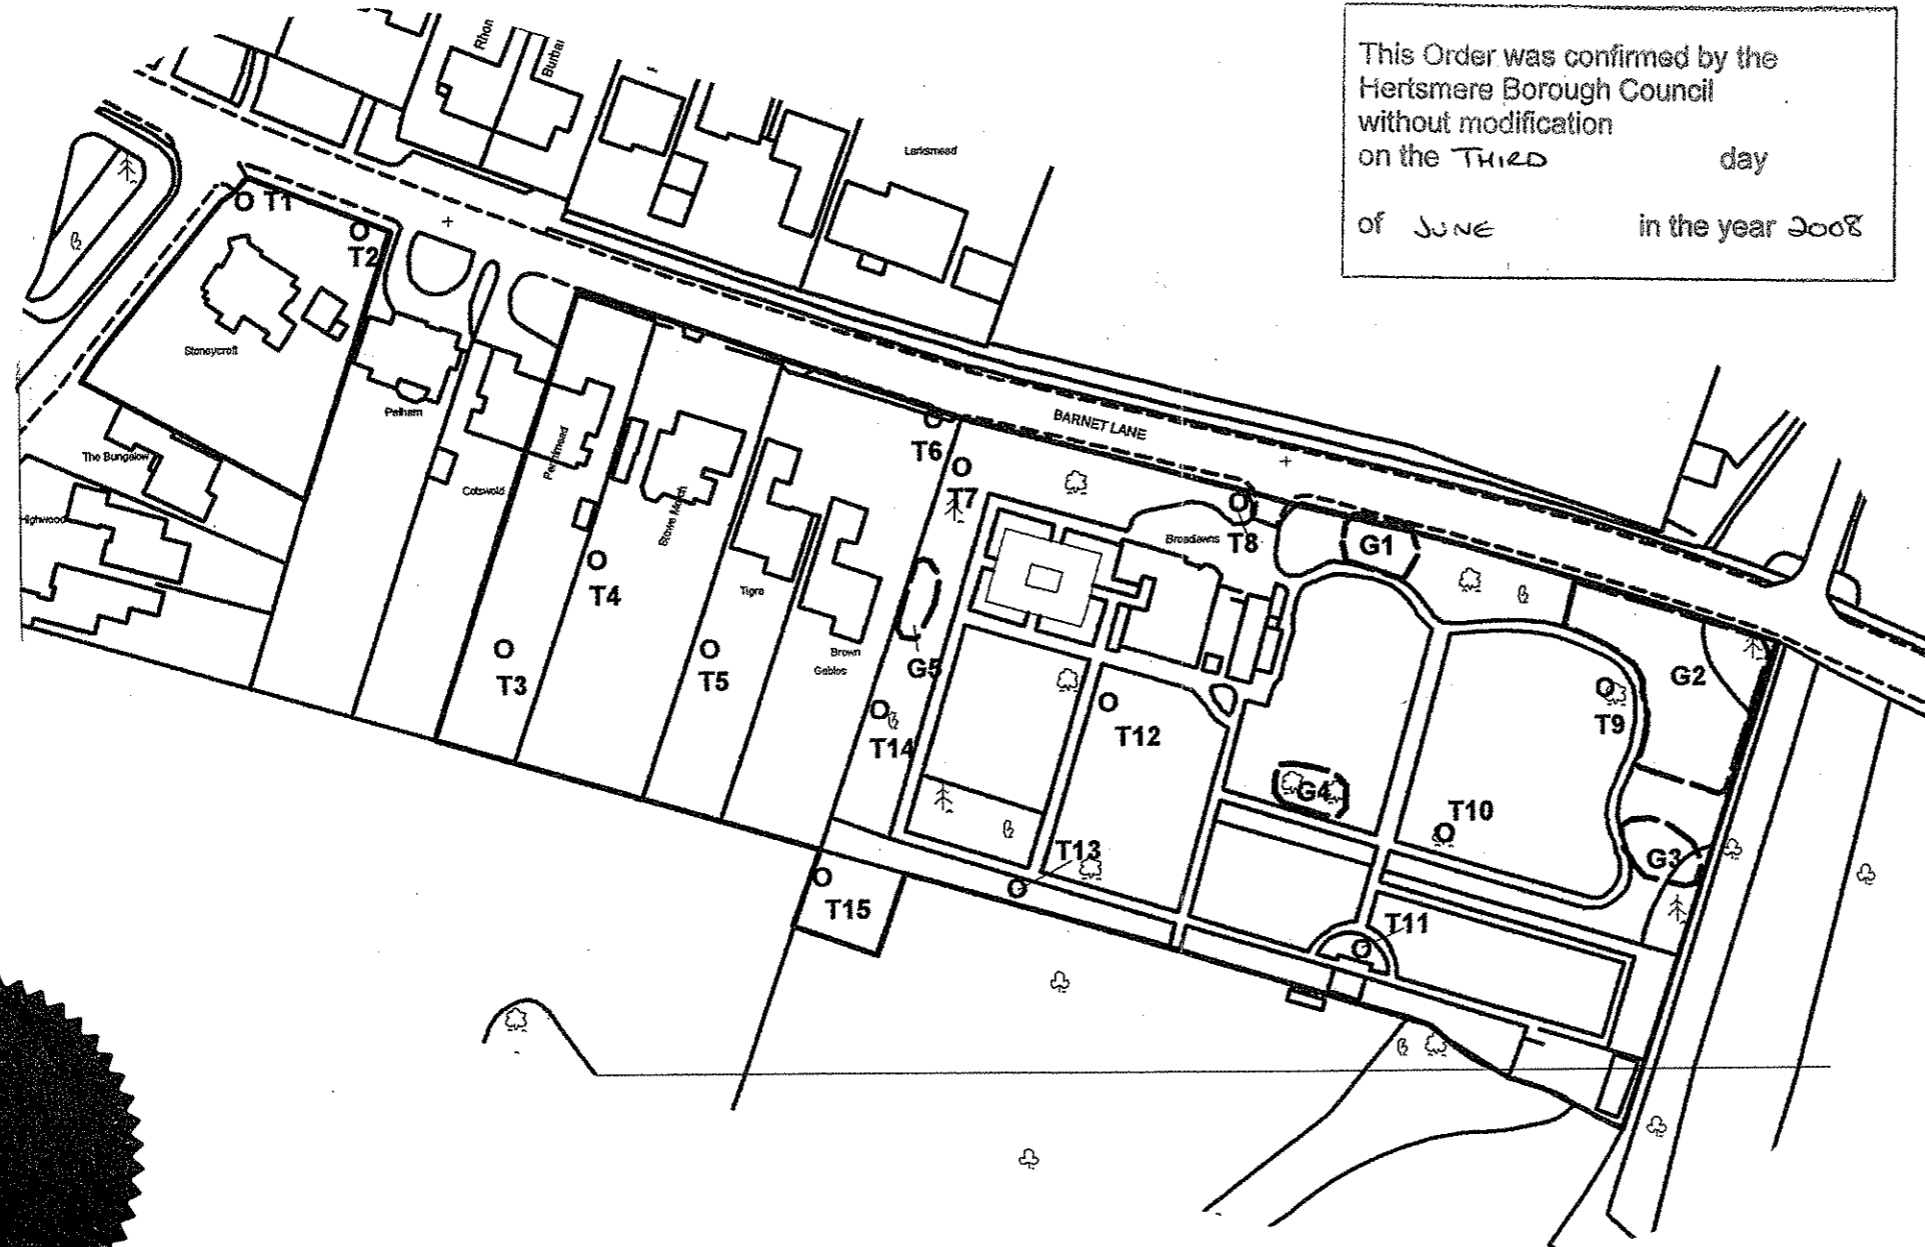 This Order was confirmed by the
Hertsmere Borough Council
without modification
on the THIRD day
of JUNE in the year 2008
Rhon
Larksmead
T1
T2
Stoneycroft
Pelham
The Bungalow
Highwood
Cotswold
BARNET LANE
T6
T7
T8
Broadlawns
G1
T4
Tigra
T3
T5
Brown
Gables
G5
G2
T9
T14
T12
G4
T10
T13
G3
T15
T11